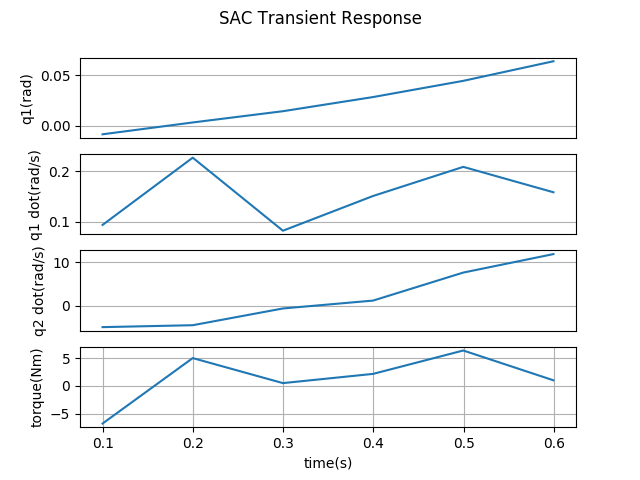 SAC Transient Response
q1(rad)
0.05
0.00
q1 dot(rad/s)
0.2
0.1
q2 dot(rad/s)
10
0
torque(Nm)
5
0
−5
0.1 0.2 0.3 0.4 0.5 0.6
time(s)